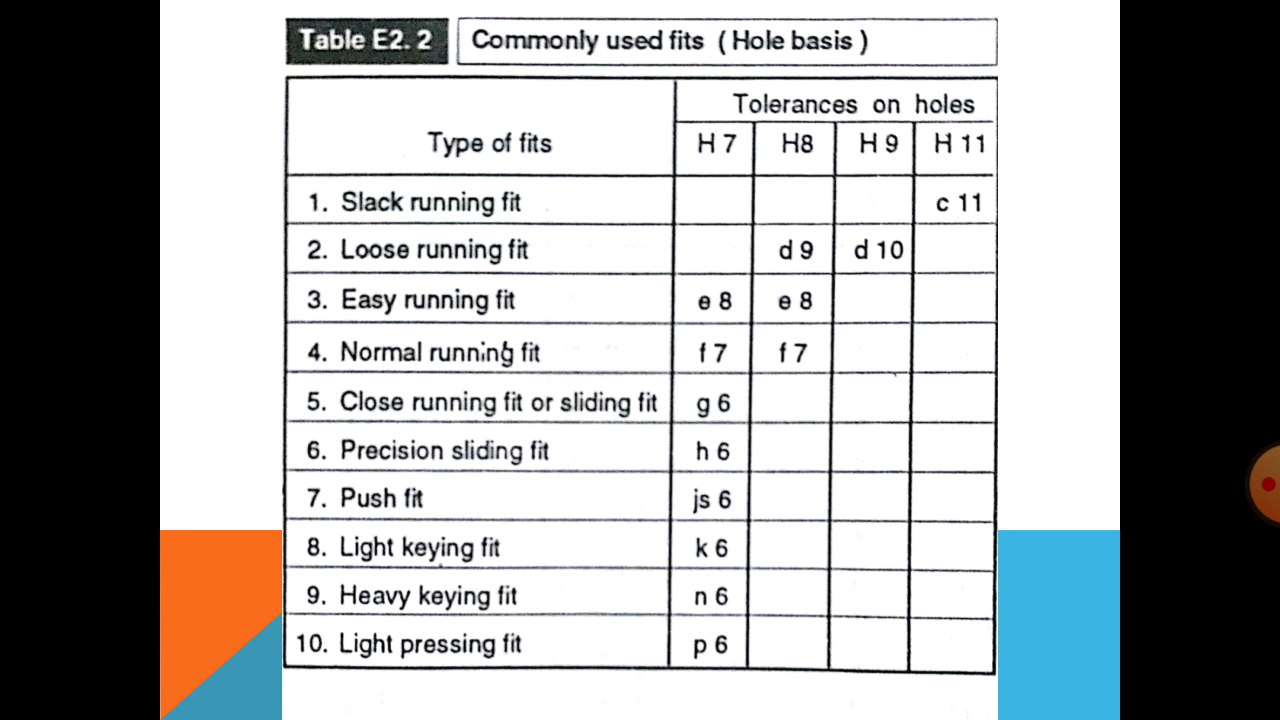 Table E2. 2 Commonly used fits ( Hole basis )
Type of fits Tolerances on holes
H 7 H8 H 9 H 11
1. Slack running fit c 11
2. Loose running fit d 9 d 10
3. Easy running fit e 8 e 8
4. Normal running fit f 7 f 7
5. Close running fit or sliding fit g 6
6. Precision sliding fit h 6
7. Push fit js 6
8. Light keying fit k 6
9. Heavy keying fit n 6
10. Light pressing fit p 6